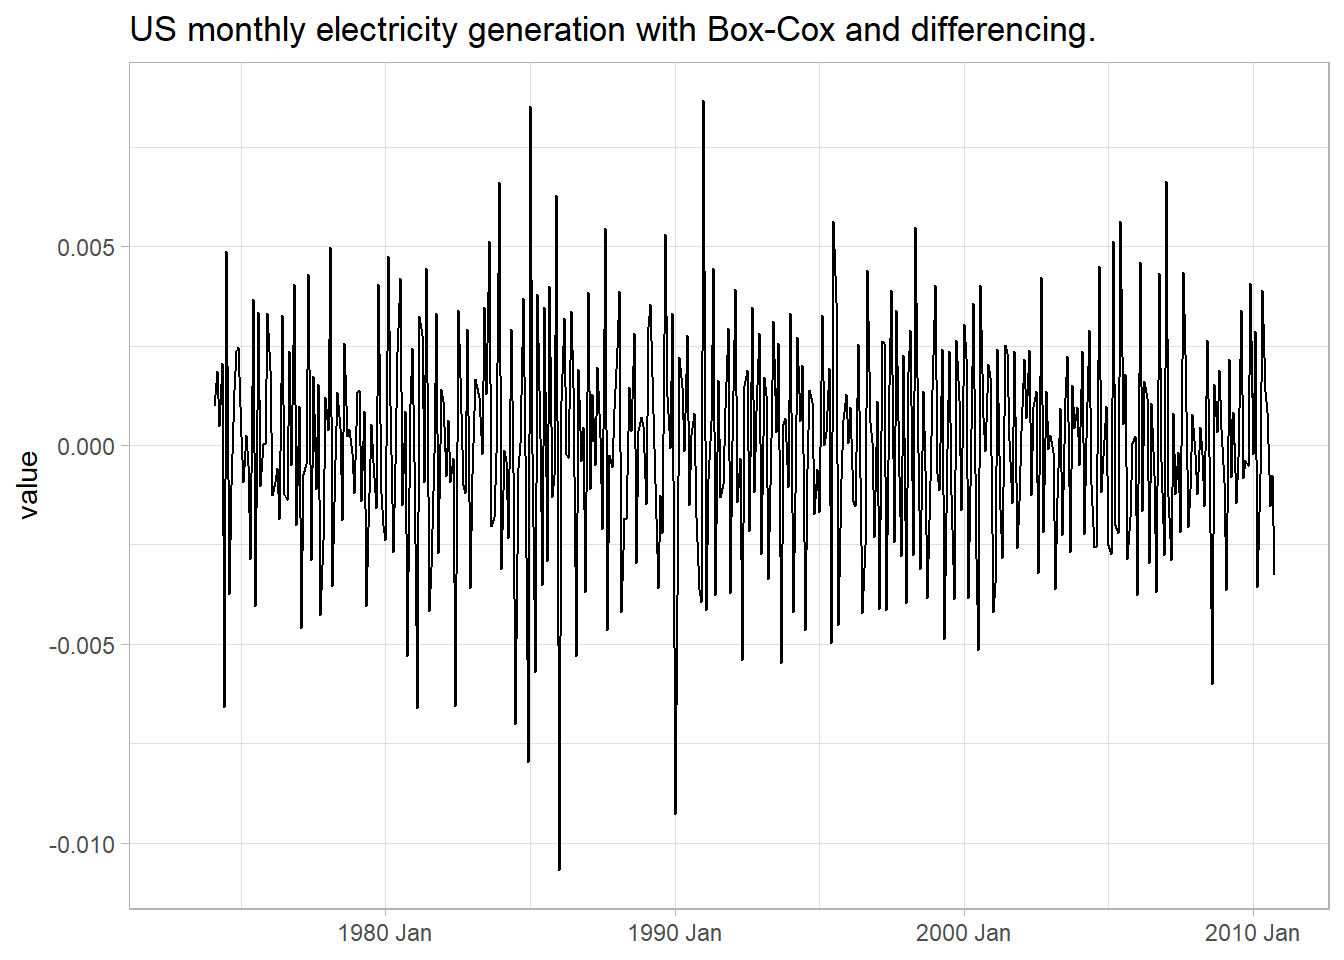 US monthly electricity generation with Box-Cox and differencing.
value
0.005
0.000
-0.005
-0.010
1980 Jan
1990 Jan
2000 Jan
2010 Jan